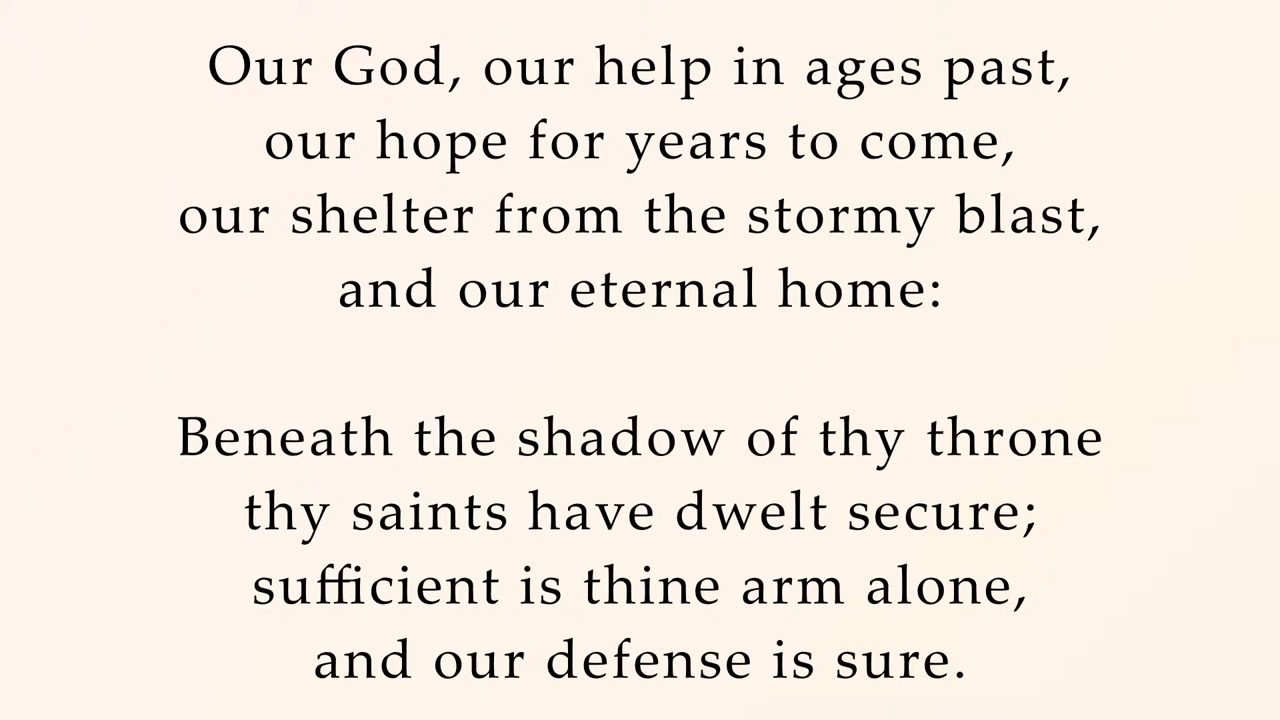 Our God, our help in ages past,
our hope for years to come,
our shelter from the stormy blast,
and our eternal home:
Beneath the shadow of thy throne
thy saints have dwelt secure;
sufficient is thine arm alone,
and our defense is sure.